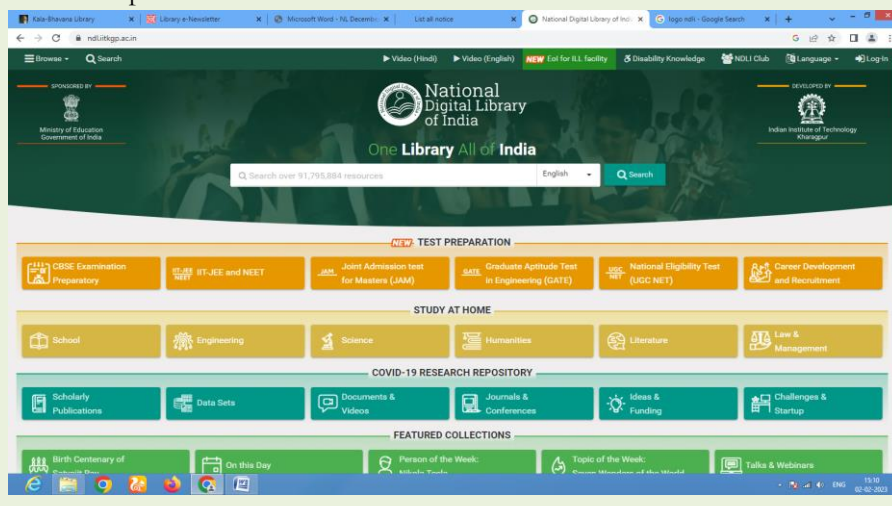 Kala-Bhavana Library
Library e-Newsletter
Microsoft Word - NL Decembe
List all notice
National Digital Library of Indi
logo ndli - Google Search
ndl.iitkgp.ac.in
Browse
Search
Video (Hindi)
Video (English)
NEW EoI for ILL facility
Disability Knowledge
NDLI Club
Language
Log-In
SPONSORED BY
Ministry of Education
Government of India
National
Digital Library
of India
One Library All of India
DEVELOPED BY
Indian Institute of Technology
Kharagpur
Search over 91,795,884 resources
English
Search
NEW TEST PREPARATION
CBSE Examination
Preparatory
IIT-JEE
NEET
IIT-JEE and NEET
JAM
Joint Admission test
for Masters (JAM)
GATE
Graduate Aptitude Test
in Engineering (GATE)
UGC
NET
National Eligibility Test
(UGC NET)
Career Development
and Recruitment
STUDY AT HOME
School
Engineering
Science
Humanities
Literature
Law &
Management
COVID-19 RESEARCH REPOSITORY
Scholarly
Publications
Data Sets
Documents &
Videos
Journals &
Conferences
Ideas &
Funding
Challenges &
Startup
FEATURED COLLECTIONS
Birth Centenary of
On this Day
Person of the Week:
Topic of the Week:
Talks & Webinars
ENG
15:10
02-02-2023